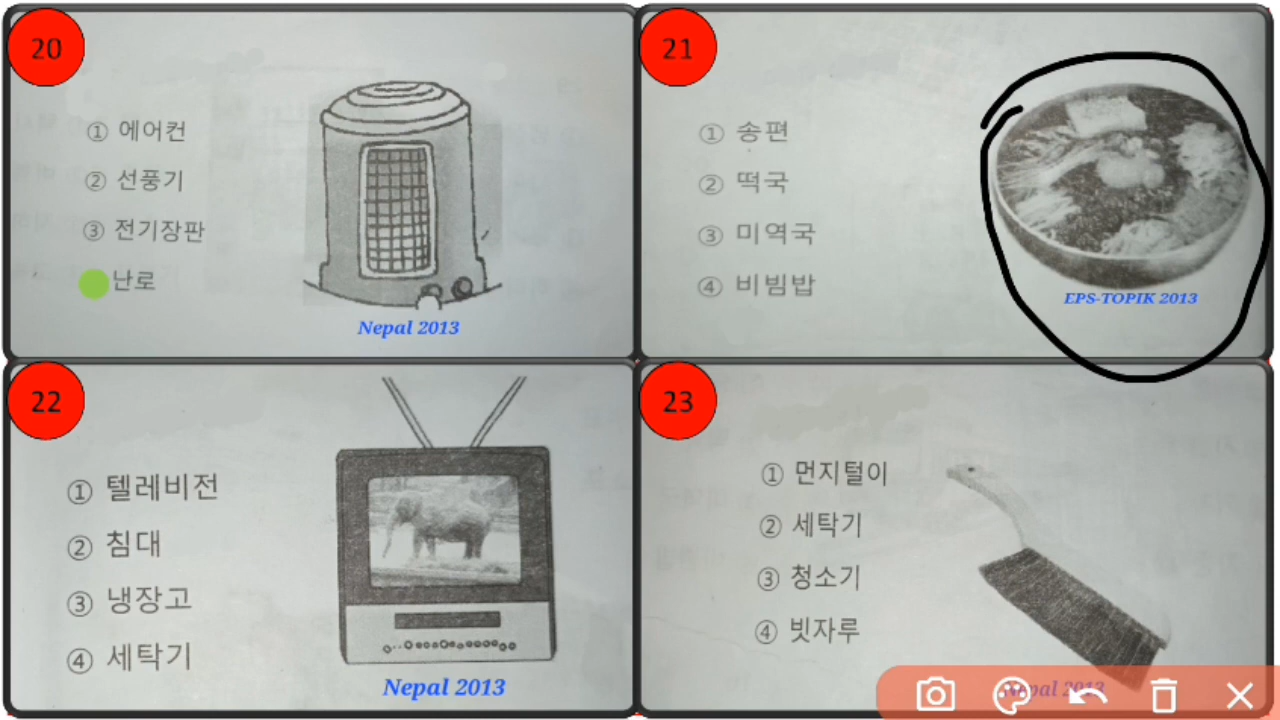 20
① 에어컨
② 선풍기
③ 전기장판
난로
Nepal 2013
21
① 송편
② 떡국
③ 미역국
④ 비빔밥
EPS-TOPIK 2013
22
① 텔레비전
② 침대
③ 냉장고
④ 세탁기
Nepal 2013
23
① 먼지털이
② 세탁기
③ 청소기
④ 빗자루
Nepal 2013